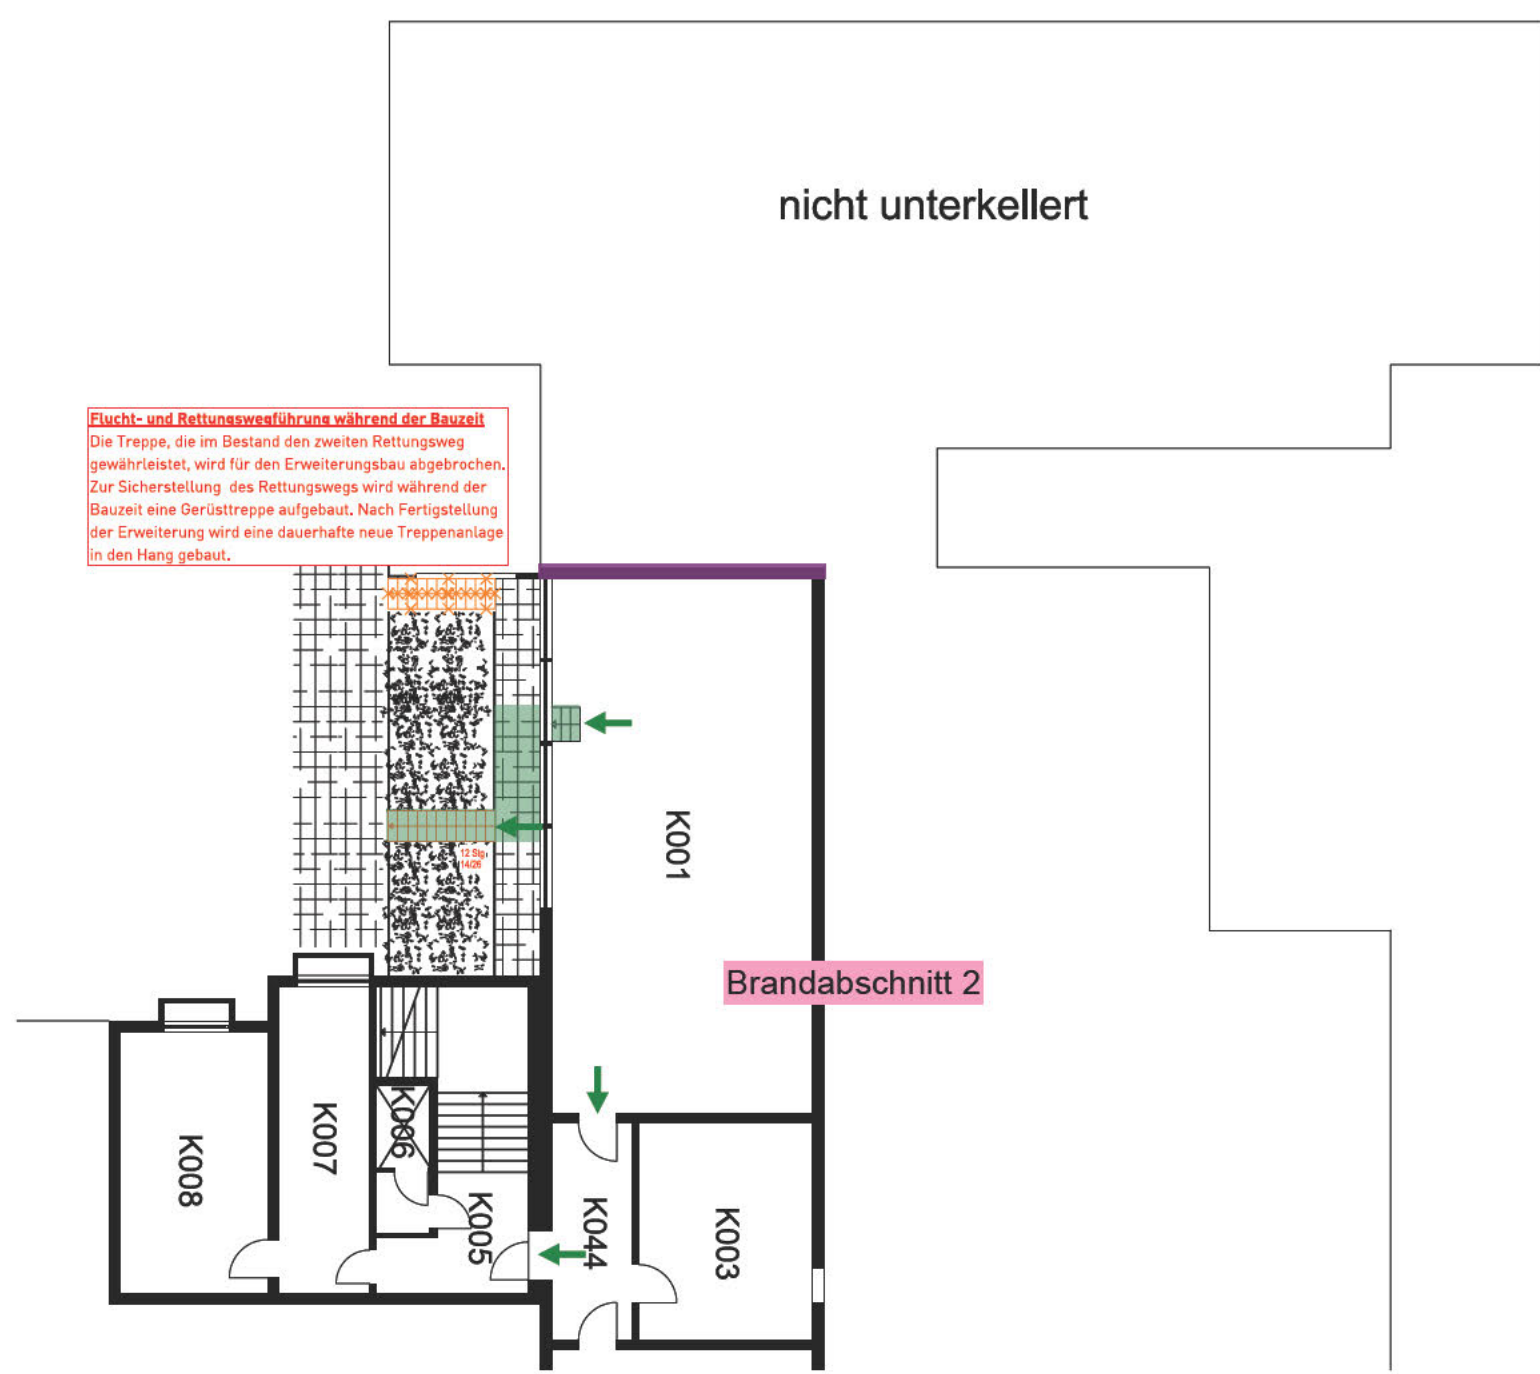 nicht unterkellert
Flucht- und Rettungswegführung während der Bauzeit
Die Treppe, die im Bestand den zweiten Rettungsweg
gewährleistet, wird für den Erweiterungsbau abgebrochen.
Zur Sicherstellung des Rettungswegs wird während der
Bauzeit eine Gerüsttreppe aufgebaut. Nach Fertigstellung
der Erweiterung wird eine dauerhafte neue Treppenanlage
in den Hang gebaut.
K001
12 Stg
14/26
Brandabschnitt 2
K006
K007
K008
K005
K044
K003